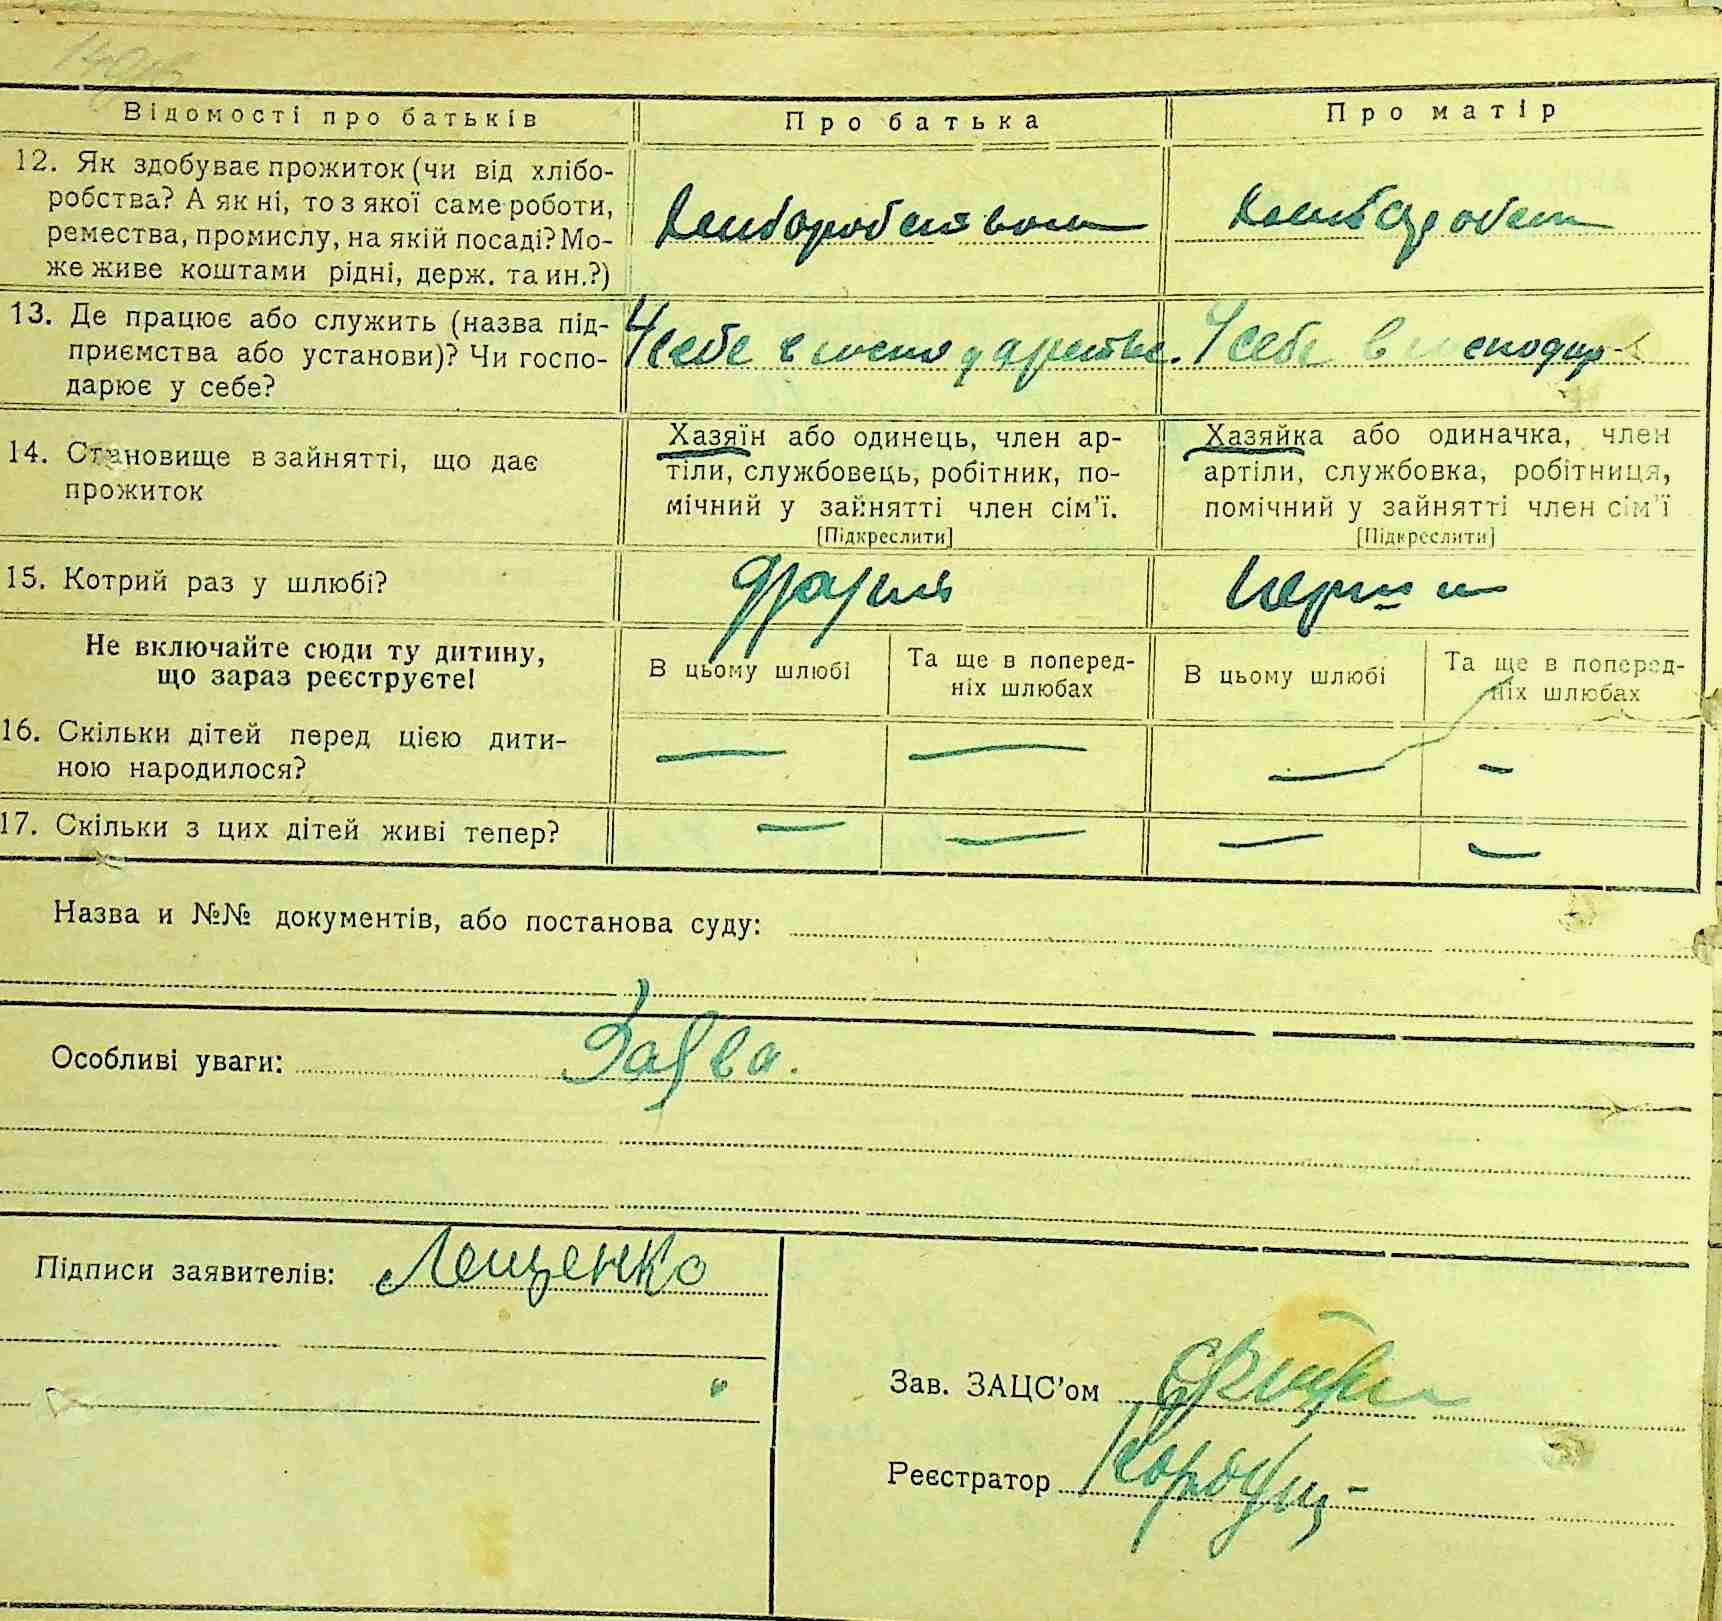 Відомості про батьків Про батька Про матір
12. Як здобуває прожиток (чи від хлібо-
робства? А як ні, то з якої саме роботи,
ремества, промислу, на якій посаді? Мо-
же живе коштами рідні, держ. та ин.?)
13. Де працює або служить (назва під-
приємства або установи)? Чи госпо-
дарює у себе?
У себе в
У себе в
14. Становище в зайнятті, що дає
прожиток
Хазяїн або одинець, член ар-
тіли, службовець, робітник, по-
мічний у зайнятті член сім'ї.
[Підкреслити]
Хазяйка або одиначка, член
артіли, службовка, робітниця,
помічний у зайнятті член сім'ї
[Підкреслити]
15. Котрий раз у шлюбі?
Не включайте сюди ту дитину,
що зараз реєструєте!
В цьому шлюбі
Та ще в поперед-
ніх шлюбах
В цьому шлюбі
Та ще в поперед-
ніх шлюбах
16. Скільки дітей перед цією дити-
ною народилося?
— — — —
17. Скільки з цих дітей живі тепер?
— — — —
Назва и №№ документів, або постанова суду:
Особливі уваги: Заява.
Підписи заявителів: Лещенко
Зав. ЗАЦС'ом
Реєстратор